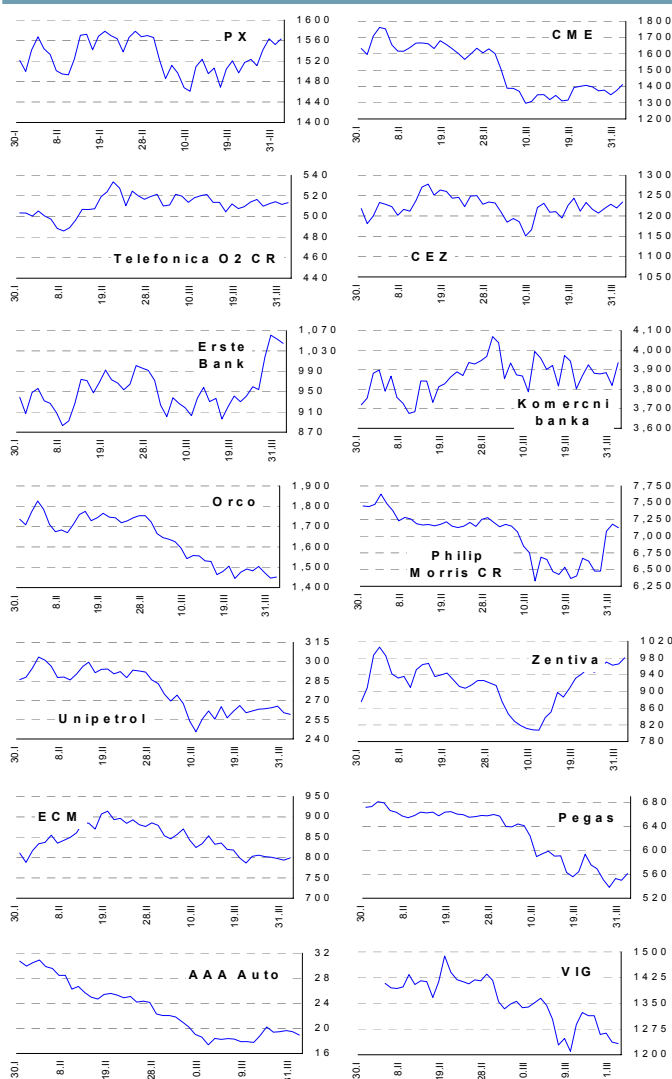 PX
1600
1560
1520
1480
1440
1400
30-I
8-II
19-II
28-II
10-III
19-III
31-III
CME
1800
1700
1600
1500
1400
1300
1200
30.I
8.II
19.II
28.II
10.III
19.III
31.III
Telefonica O2 CR
540
520
500
480
460
440
30.I
8.II
19.II
28.II
10.III
19.III
31.III
CEZ
1300
1250
1200
1150
1100
1050
30.I
8.II
19.II
28.II
10.III
19.III
31.III
Erste
Bank
1,070
1,030
990
950
910
870
30.I
8.II
19.II
28.II
10.III
19.III
31.III
Komercni
banka
4,100
4,000
3,900
3,800
3,700
3,600
30.I
8.II
19.II
28.II
10.III
19.III
31.III
Orco
1,900
1,800
1,700
1,600
1,500
1,400
30.I
8.II
19.II
28.II
10.III
19.III
31.III
Philip
Morris CR
7,750
7,500
7,250
7,000
6,750
6,500
6,250
30.I
8.II
19.II
28.II
10.III
19.III
31.III
Unipetrol
315
300
285
270
255
240
30.I
8.II
19.II
28.II
10.III
19.III
31.III
Zentiva
1020
980
940
900
860
820
780
30.I
8.II
19.II
28.II
10.III
19.III
31.III
ECM
950
900
850
800
750
700
30.I
8.II
19.II
28.II
10.III
19.III
31.III
Pegas
680
640
600
560
520
30.I
8.II
19.II
28.II
10.III
19.III
31.III
AAA Auto
32
28
24
20
16
30.I
8.II
19.II
28.II
0.III
9.III
31.III
VIG
1500
1425
1350
1275
1200
30.I
8.II
19.II
28.II
0.III
9.III
1.III